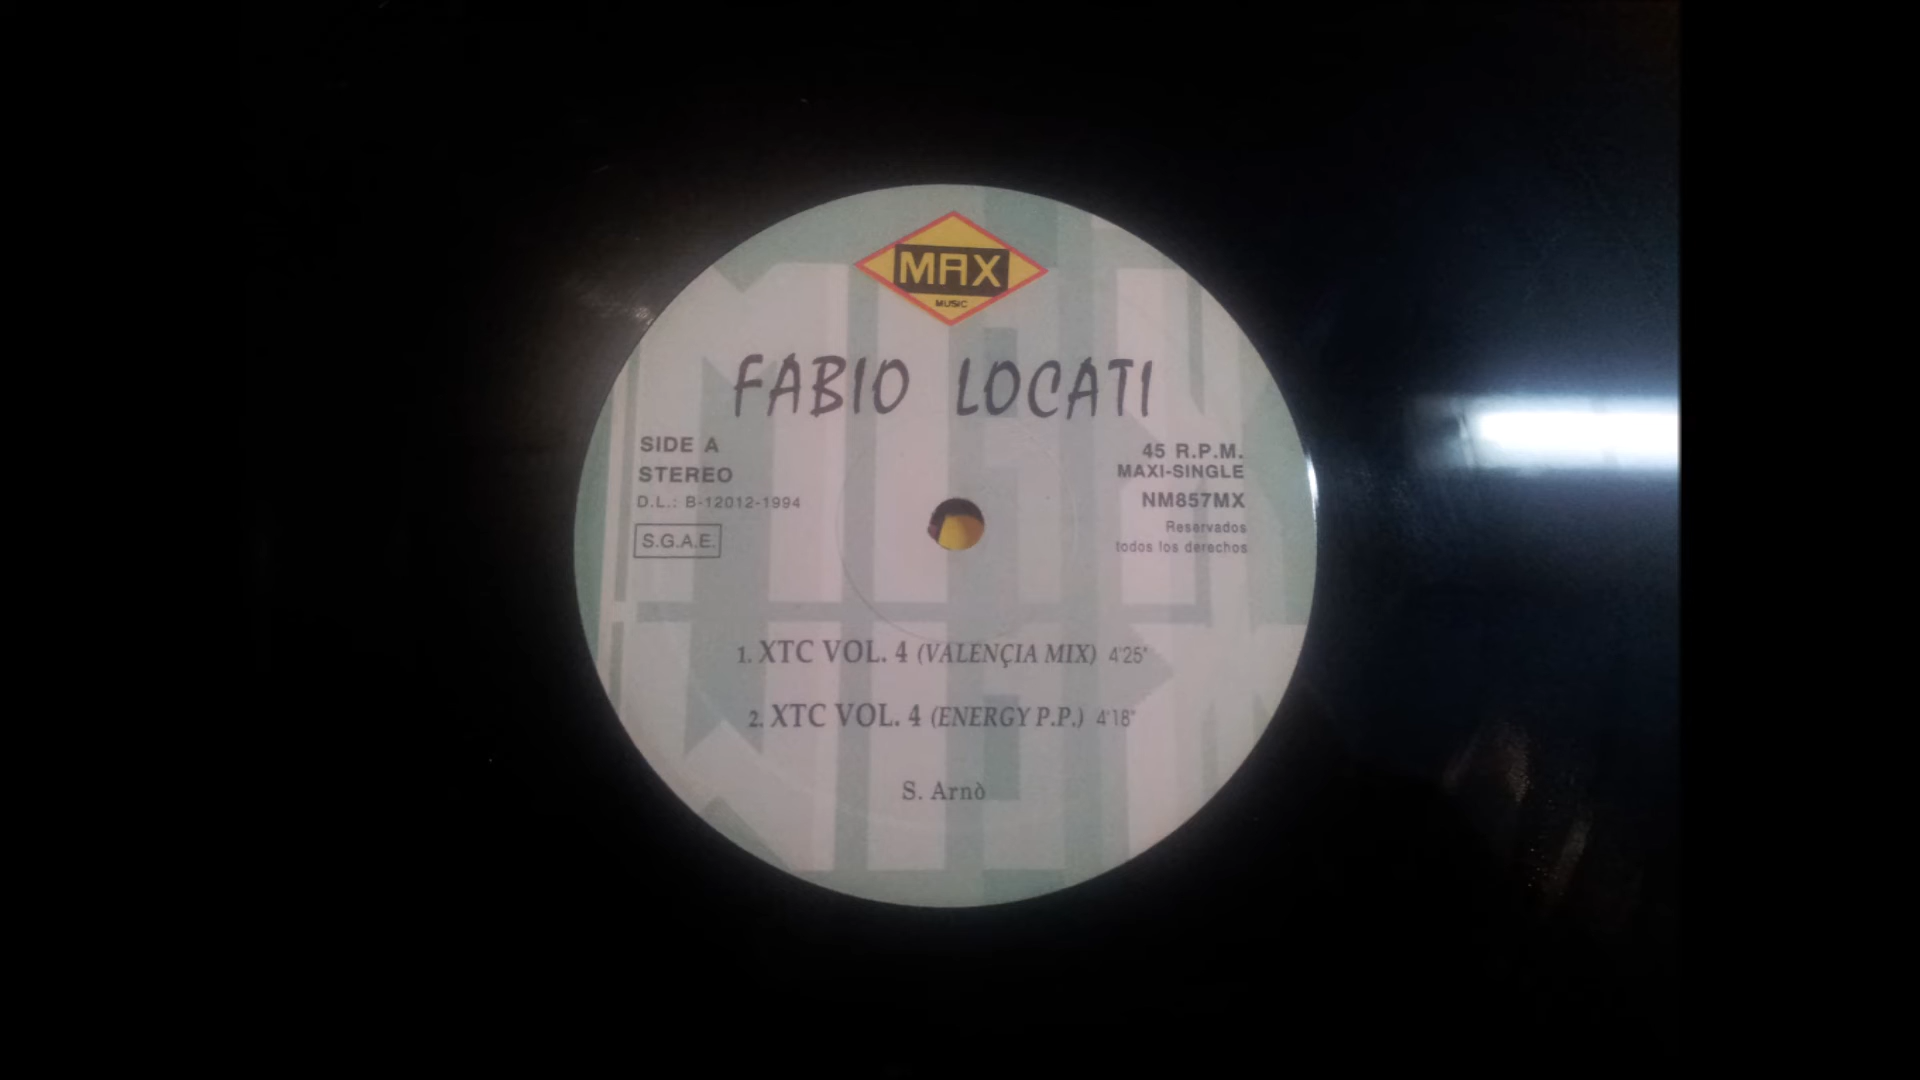 MAX
MUSIC
FABIO LOCATI
SIDE A
STEREO
D.L.: B-12012-1994
S.G.A.E.
45 R.P.M.
MAXI-SINGLE
NM857MX
Reservados
todos los derechos
1. XTC VOL. 4 (VALENÇIA MIX) 4'25"
2. XTC VOL. 4 (ENERGY P.P.) 4'18"
S. Arnò